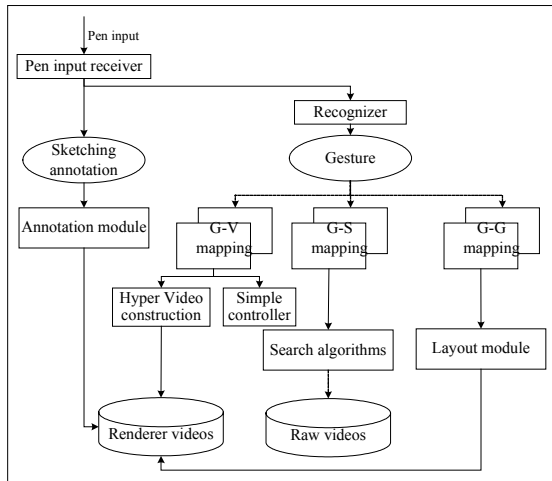 Pen input
Pen input receiver
Recognizer
Sketching
annotation
Gesture
Annotation module
G-V
mapping
G-S
mapping
G-G
mapping
Hyper Video
construction
Simple
controller
Search algorithms
Layout module
Renderer videos
Raw videos